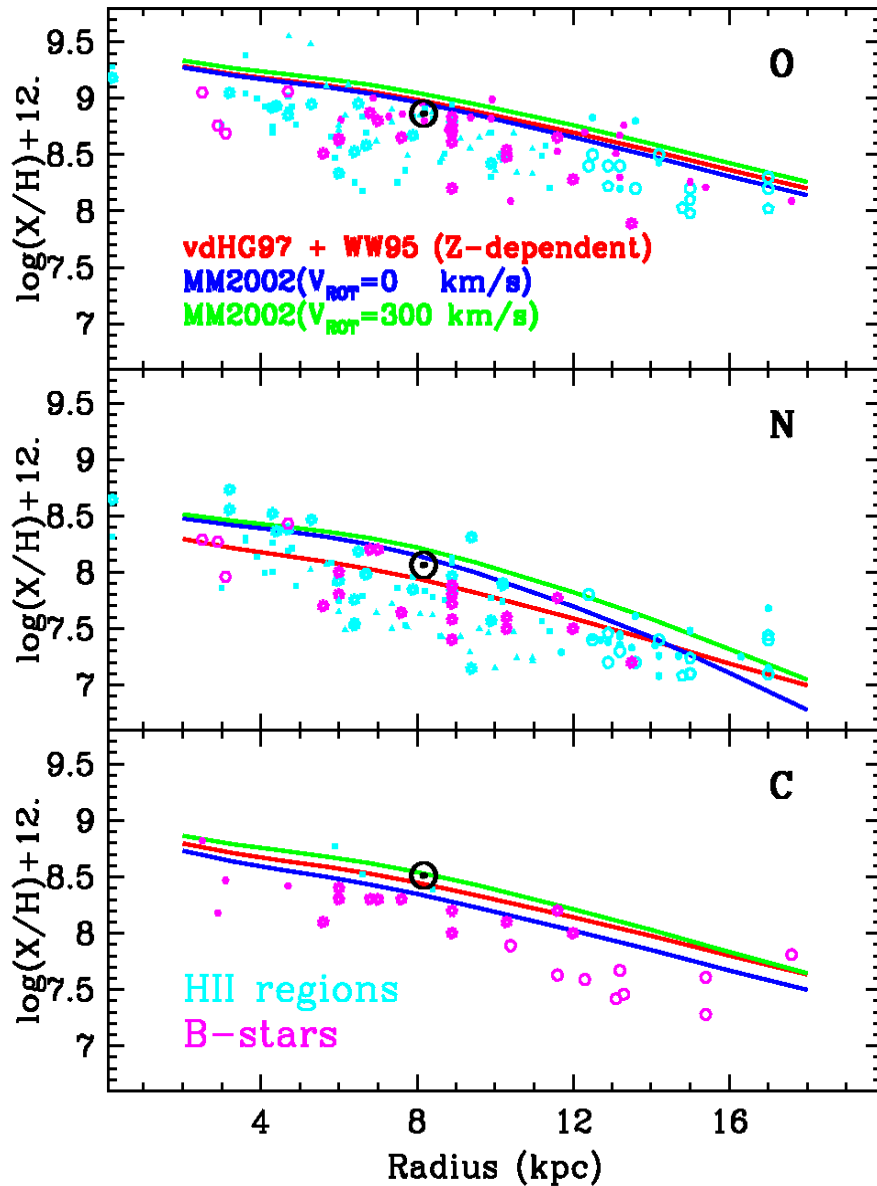 9.5
O
9
8.5
8
7.5
7
log(X/H)+12.
vdHG97 + WW95 (Z-dependent)
MM2002(V_ROT=0 km/s)
MM2002(V_ROT=300 km/s)
9.5
N
9
8.5
8
7.5
7
log(X/H)+12.
9.5
C
9
8.5
8
7.5
7
log(X/H)+12.
HII regions
B-stars
4 8 12 16
Radius (kpc)